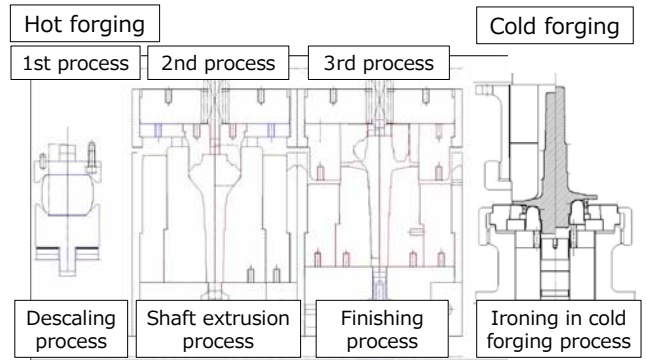 Hot forging
Cold forging
1st process
2nd process
3rd process
Descaling
process
Shaft extrusion
process
Finishing
process
Ironing in cold
forging process